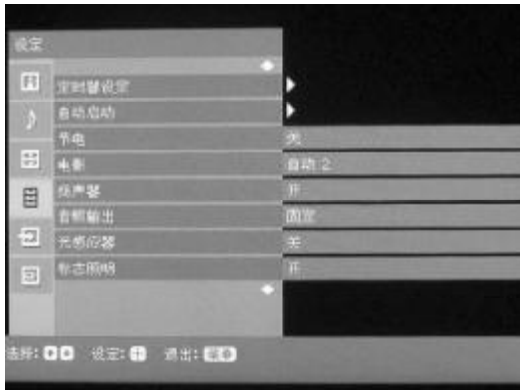 设定
定时器设定
自动启动
节电 关
电影 自动 2
扬声器 开
音频输出 固定
光感应器 关
标志照明 开
选择: 设定: 退出: 菜单